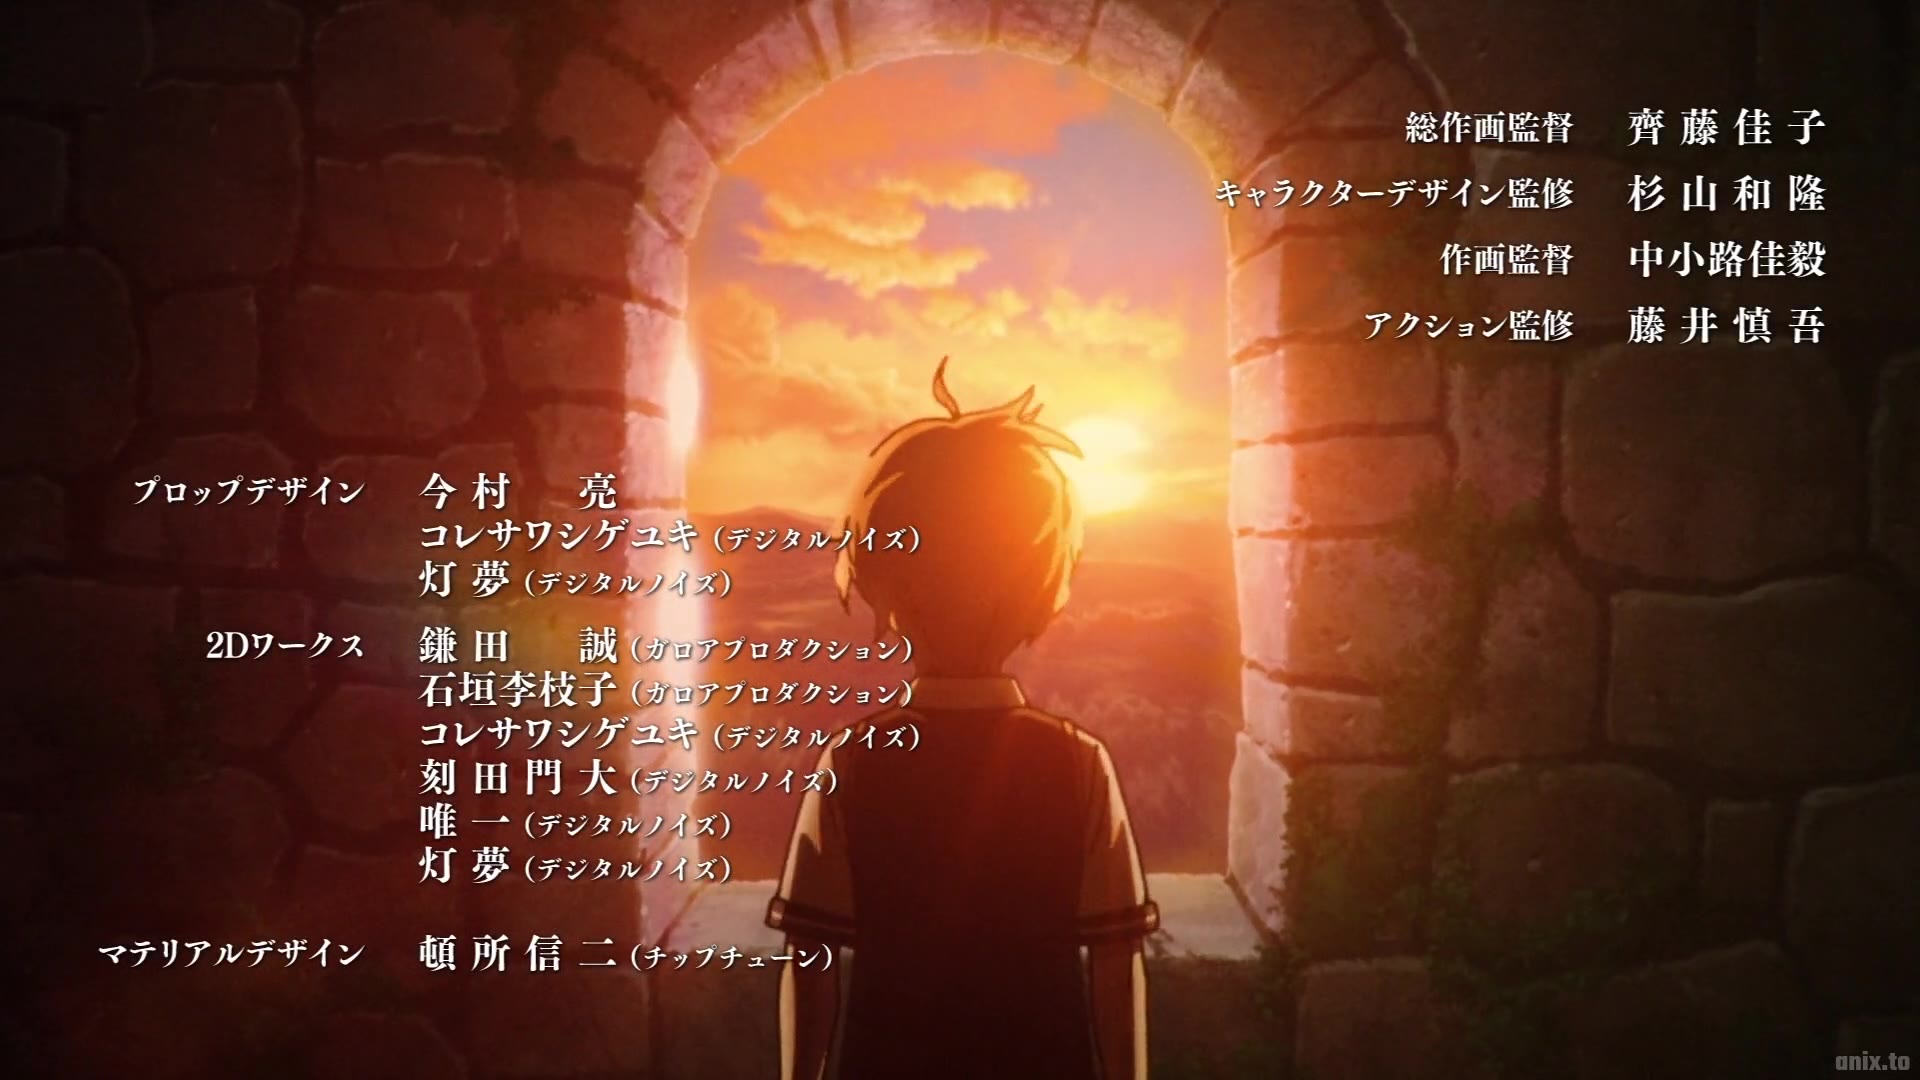 総作画監督 齊藤佳子
キャラクターデザイン監修 杉山和隆
作画監督 中小路佳毅
アクション監修 藤井慎吾
プロップデザイン 今村 亮
コレサワシゲユキ（デジタルノイズ）
灯夢（デジタルノイズ）
2Dワークス 鎌田 誠（ガロアプロダクション）
石垣李枝子（ガロアプロダクション）
コレサワシゲユキ（デジタルノイズ）
刻田門大（デジタルノイズ）
唯一（デジタルノイズ）
灯夢（デジタルノイズ）
マテリアルデザイン 頓所信二（チップチューン）
anix.to